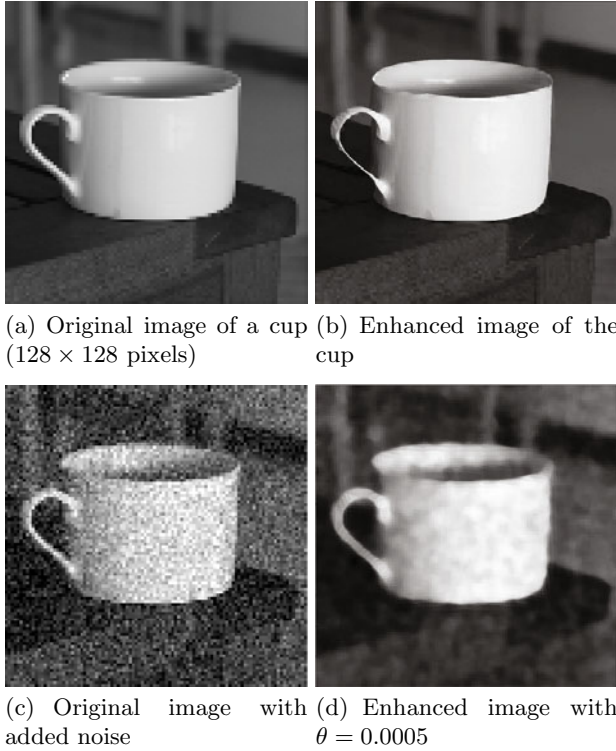 (a) Original image of a cup
(128 × 128 pixels)
(b) Enhanced image of the
cup
(c) Original image with
added noise
(d) Enhanced image with
θ = 0.0005